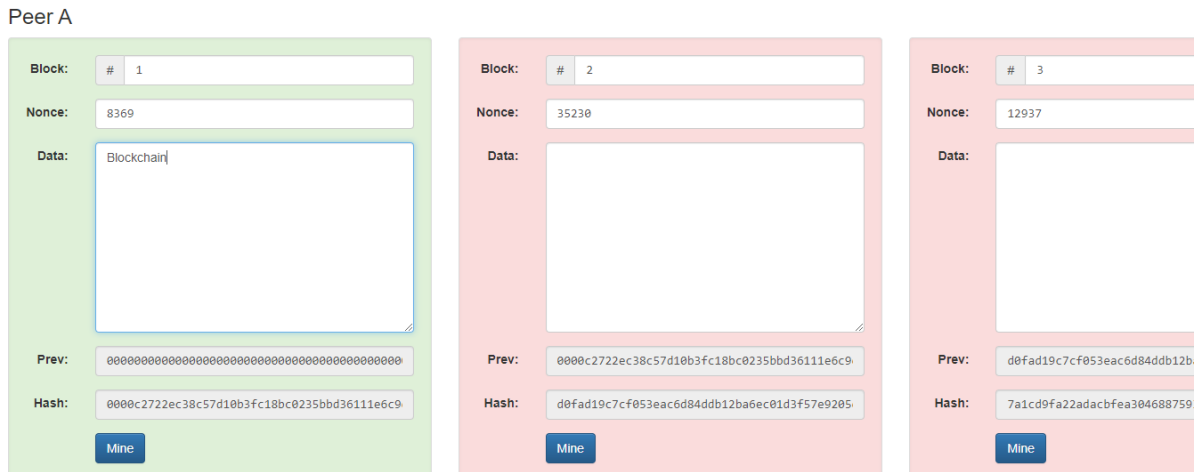 Peer A
Block: # 1
Nonce: 8369
Data: Blockchain
Prev: 00000000000000000000000000000000000000000000000
Hash: 0000c2722ec38c57d10b3fc18bc0235bbd36111e6c9
Mine
Block: # 2
Nonce: 35230
Data:
Prev: 0000c2722ec38c57d10b3fc18bc0235bbd36111e6c9
Hash: d0fad19c7cf053eac6d84ddb12ba6ec01d3f57e9205
Mine
Block: # 3
Nonce: 12937
Data:
Prev: d0fad19c7cf053eac6d84ddb12b
Hash: 7a1cd9fa22adacbfea304688759
Mine